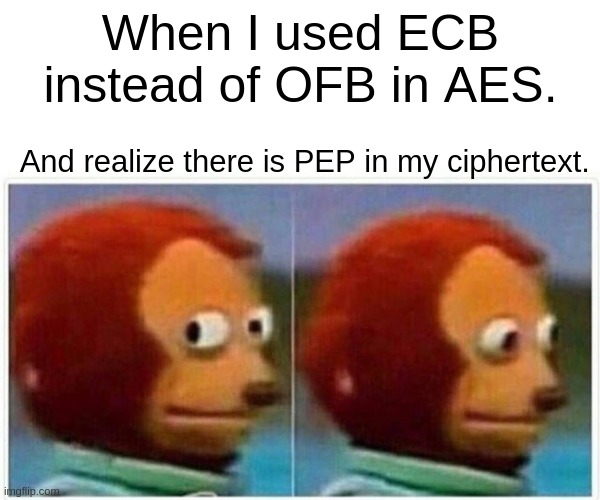 When I used ECB
instead of OFB in AES.
And realize there is PEP in my ciphertext.
imgflip.com